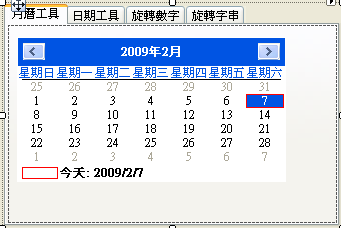 月曆工具 日期工具 旋轉數字 旋轉字串
2009年2月
星期日 星期一 星期二 星期三 星期四 星期五 星期六
25 26 27 28 29 30 31
1 2 3 4 5 6 7
8 9 10 11 12 13 14
15 16 17 18 19 20 21
22 23 24 25 26 27 28
1 2 3 4 5 6 7
今天: 2009/2/7